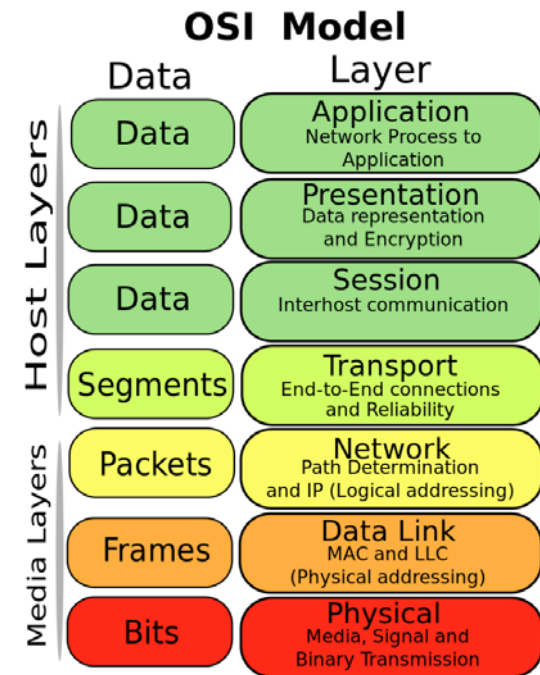 OSI Model
Data
Layer
Host Layers
Data
Application
Network Process to
Application
Data
Presentation
Data representation
and Encryption
Data
Session
Interhost communication
Segments
Transport
End-to-End connections
and Reliability
Media Layers
Packets
Network
Path Determination
and IP (Logical addressing)
Frames
Data Link
MAC and LLC
(Physical addressing)
Bits
Physical
Media, Signal and
Binary Transmission